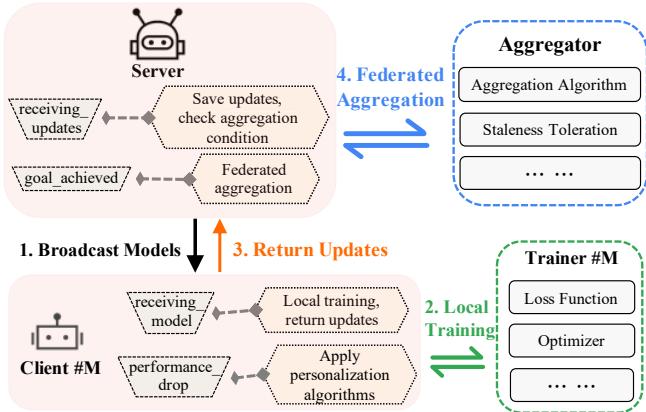 Server
receiving_
updates
Save updates,
check aggregation
condition
goal_achieved
Federated
aggregation
4. Federated
Aggregation
Aggregator
Aggregation Algorithm
Staleness Toleration
... ...
1. Broadcast Models
3. Return Updates
Client #M
receiving_
model
Local training,
return updates
performance_
drop
Apply
personalization
algorithms
2. Local
Training
Trainer #M
Loss Function
Optimizer
... ...